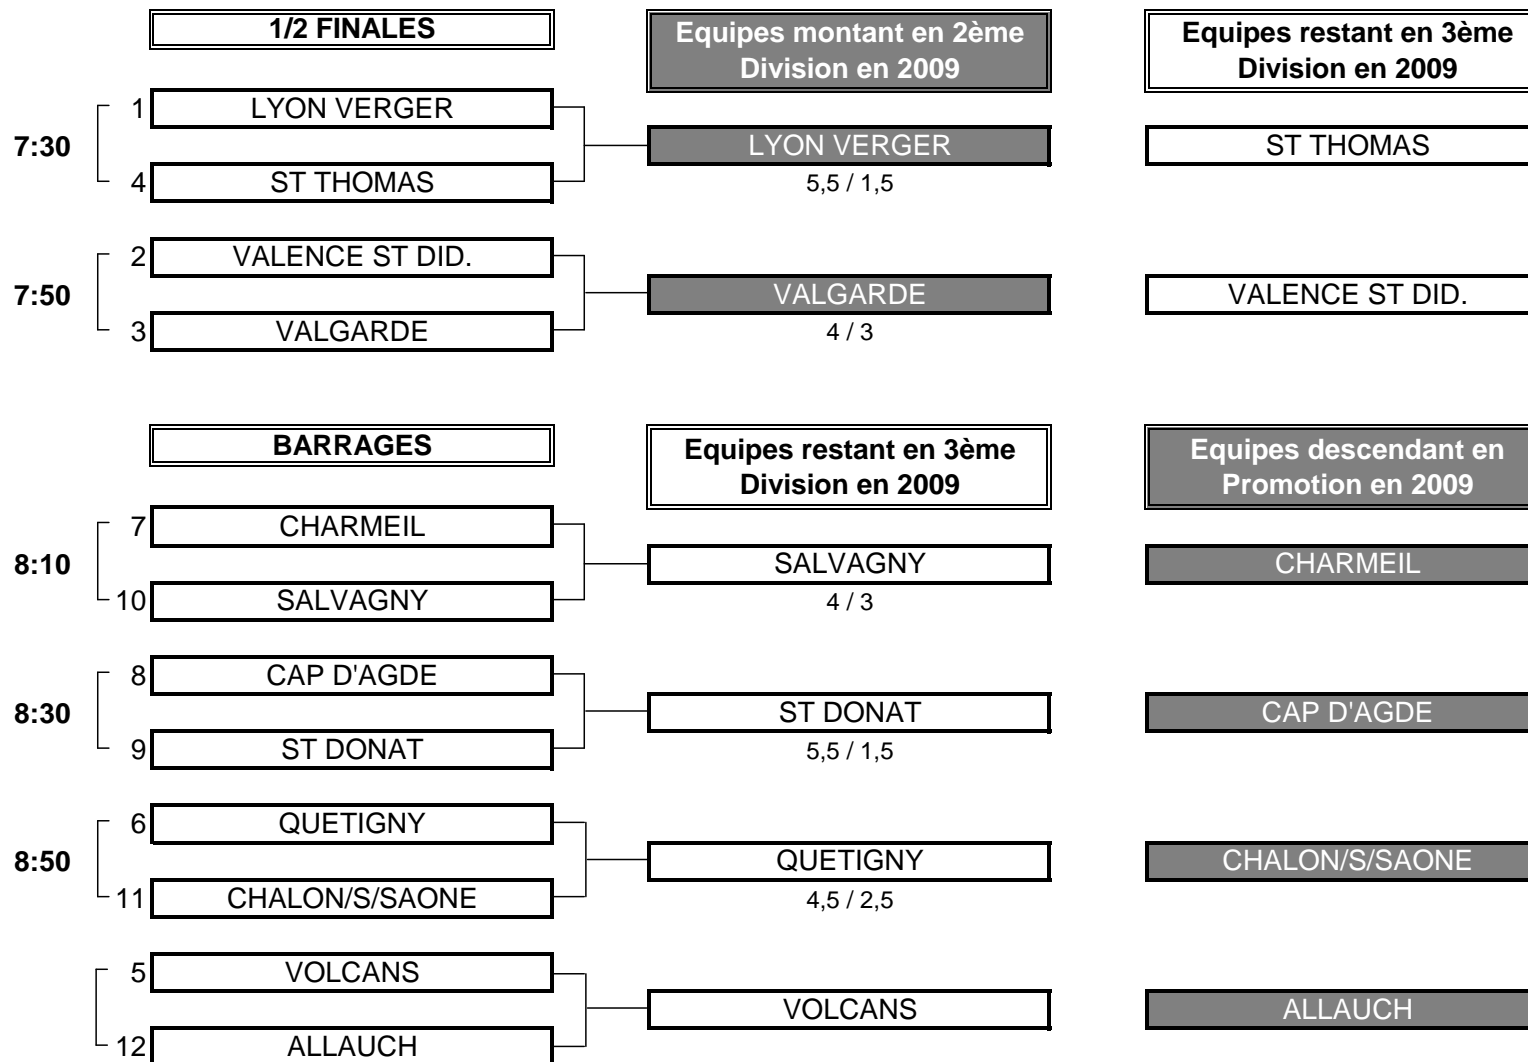 1/2 FINALES
Equipes montant en 2ème
Division en 2009
Equipes restant en 3ème
Division en 2009
1 LYON VERGER
7:30 LYON VERGER ST THOMAS
4 ST THOMAS 5,5 / 1,5
2 VALENCE ST DID.
7:50 VALGARDE VALENCE ST DID.
3 VALGARDE 4 / 3
BARRAGES
Equipes restant en 3ème
Division en 2009
Equipes descendant en
Promotion en 2009
7 CHARMEIL
8:10 SALVAGNY CHARMEIL
10 SALVAGNY 4 / 3
8 CAP D'AGDE
8:30 ST DONAT CAP D'AGDE
9 ST DONAT 5,5 / 1,5
6 QUETIGNY
8:50 QUETIGNY CHALON/S/SAONE
11 CHALON/S/SAONE 4,5 / 2,5
5 VOLCANS
VOLCANS ALLAUCH
12 ALLAUCH